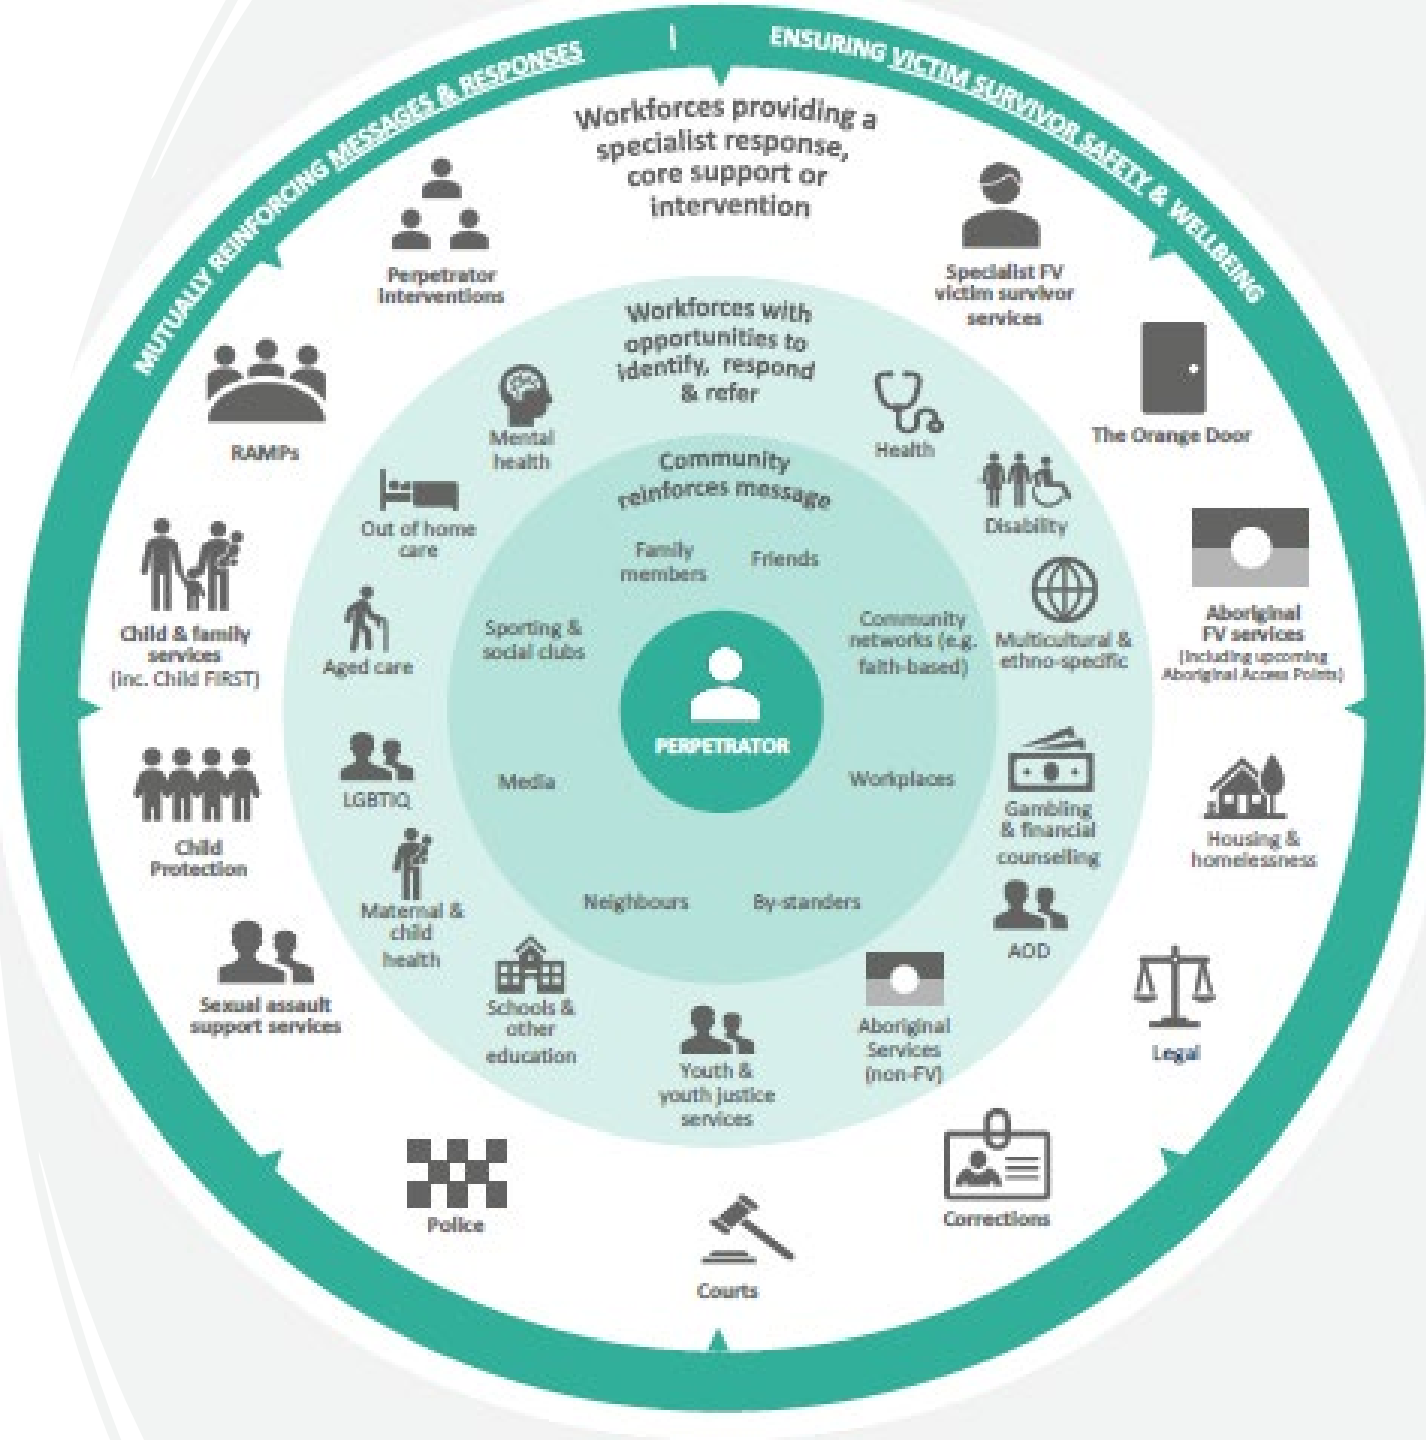 MUTUALLY REINFORCING MESSAGES & RESPONSES
|
ENSURING VICTIM SURVIVOR SAFETY & WELLBEING
Workforces providing a
specialist response,
core support or
intervention
Perpetrator
interventions
Specialist FV
victim survivor
services
RAMPs
The Orange Door
Child & family
services
(inc. Child FIRST)
Aboriginal
FV services
(including upcoming
Aboriginal Access Points)
Child
Protection
Housing &
homelessness
Sexual assault
support services
Legal
Police
Courts
Corrections
Workforces with
opportunities to
identify, respond
& refer
Mental
health
Health
Out of home
care
Disability
Aged care
Multicultural &
ethno-specific
LGBTIQ
Gambling
& financial
counselling
Maternal &
child
health
AOD
Schools &
other
education
Youth &
youth justice
services
Aboriginal
Services
(non-FV)
Community
reinforces message
Family
members
Friends
Sporting &
social clubs
Community
networks (e.g.
faith-based)
Media
Workplaces
Neighbours
By-standers
PERPETRATOR